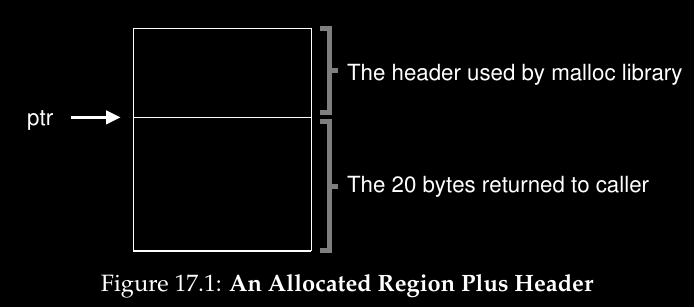 The header used by malloc library
ptr
The 20 bytes returned to caller
Figure 17.1: An Allocated Region Plus Header